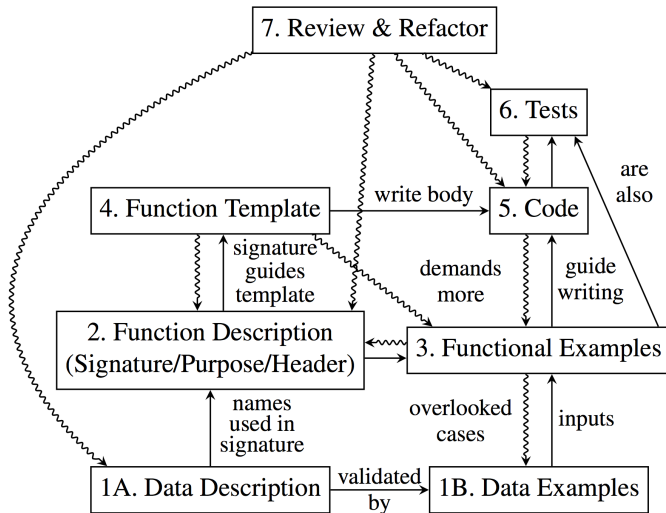 7. Review & Refactor
6. Tests
are
also
4. Function Template
write body
5. Code
signature
guides
template
demands
more
guide
writing
2. Function Description
(Signature/Purpose/Header)
3. Functional Examples
names
used in
signature
overlooked
cases
inputs
1A. Data Description
validated
by
1B. Data Examples